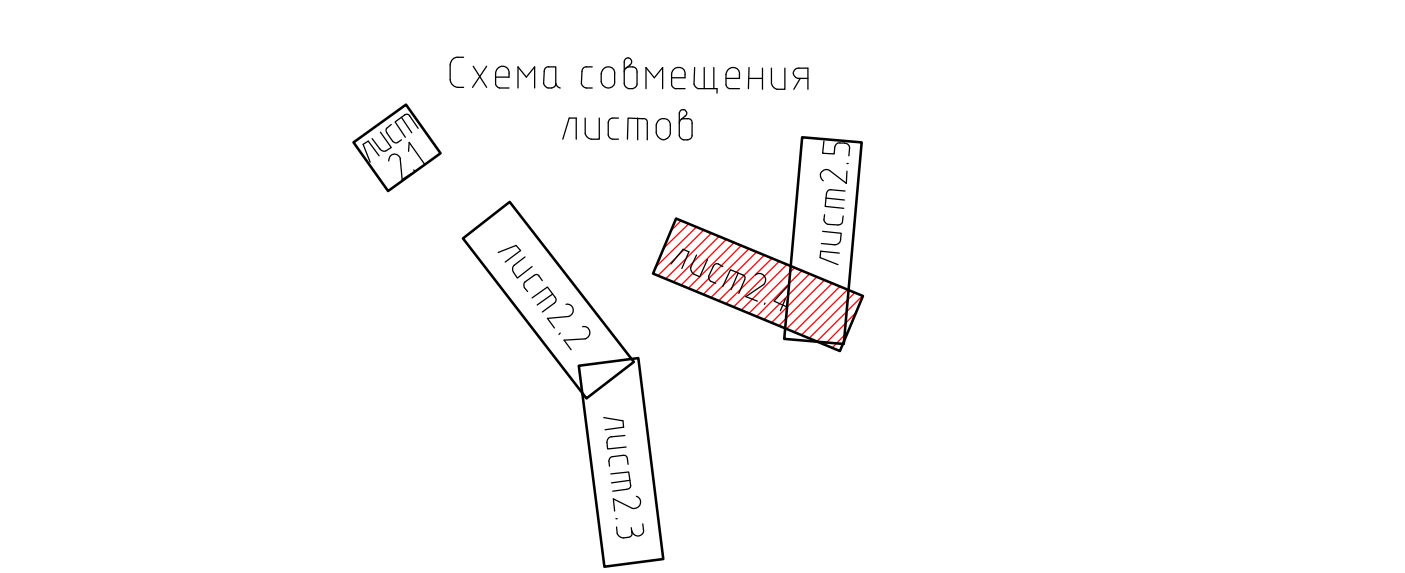 Схема совмещения
листов
лист
2.1
лист2.2
лист2.3
лист2.4
лист2.5